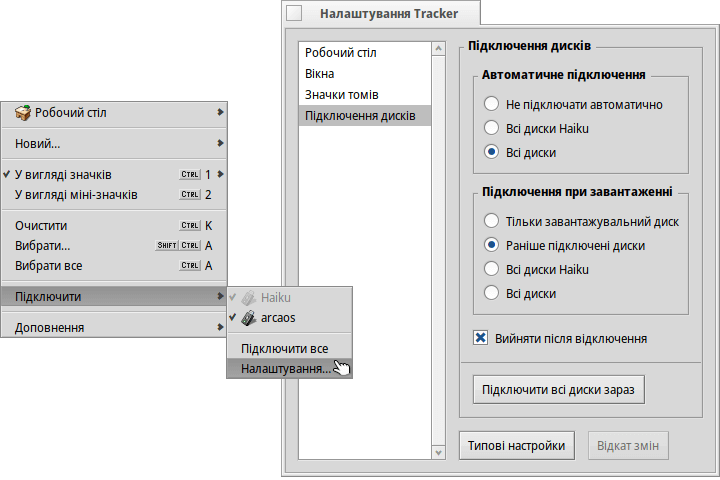 Робочий стіл
Новий...
У вигляді значків CTRL 1
У вигляді міні-значків CTRL 2
Очистити CTRL K
Вибрати... SHIFT CTRL A
Вибрати все CTRL A
Підключити
Доповнення
Haiku
arcaos
Підключити все
Налаштування...
Налаштування Tracker
Робочий стіл
Вікна
Значки томів
Підключення дисків
Підключення дисків
Автоматичне підключення
Не підключати автоматично
Всі диски Haiku
Всі диски
Підключення при завантаженні
Тільки завантажувальний диск
Раніше підключені диски
Всі диски Haiku
Всі диски
Вийняти після відключення
Підключити всі диски зараз
Типові настройки
Відкат змін